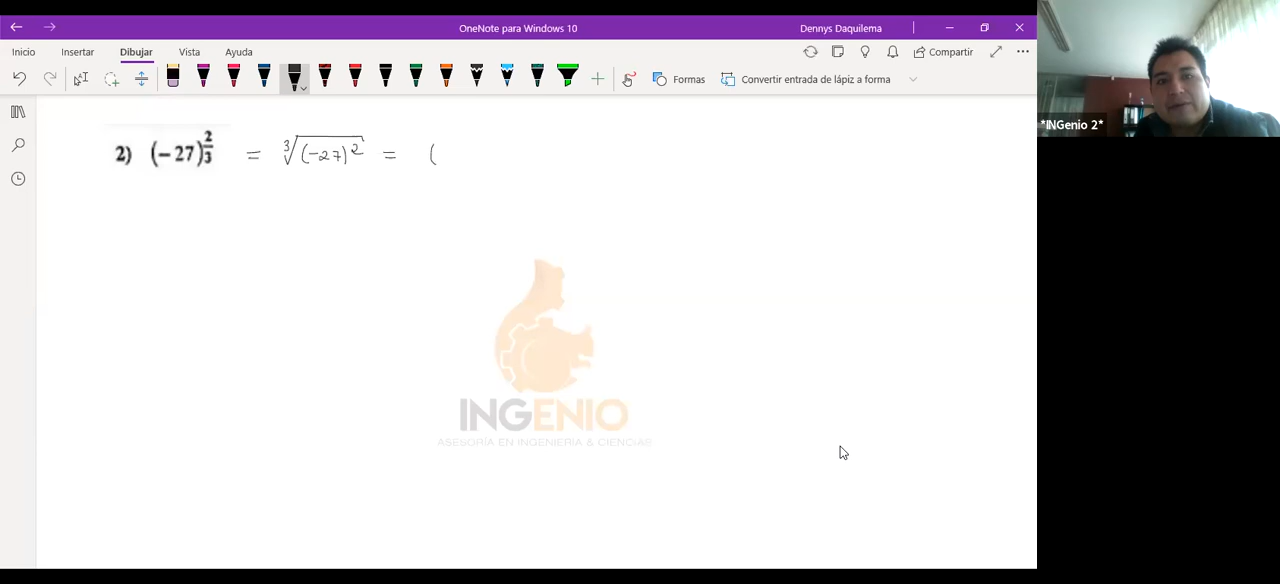 OneNote para Windows 10
Dennys Daquilema
Inicio
Insertar
Dibujar
Vista
Ayuda
Compartir
Formas
Convertir entrada de lápiz a forma
*INGenio 2*
2) (– 27)^(2/3) = ∛(-27)² = (
INGENIO
ASESORÍA EN INGENIERÍA & CIENCIAS